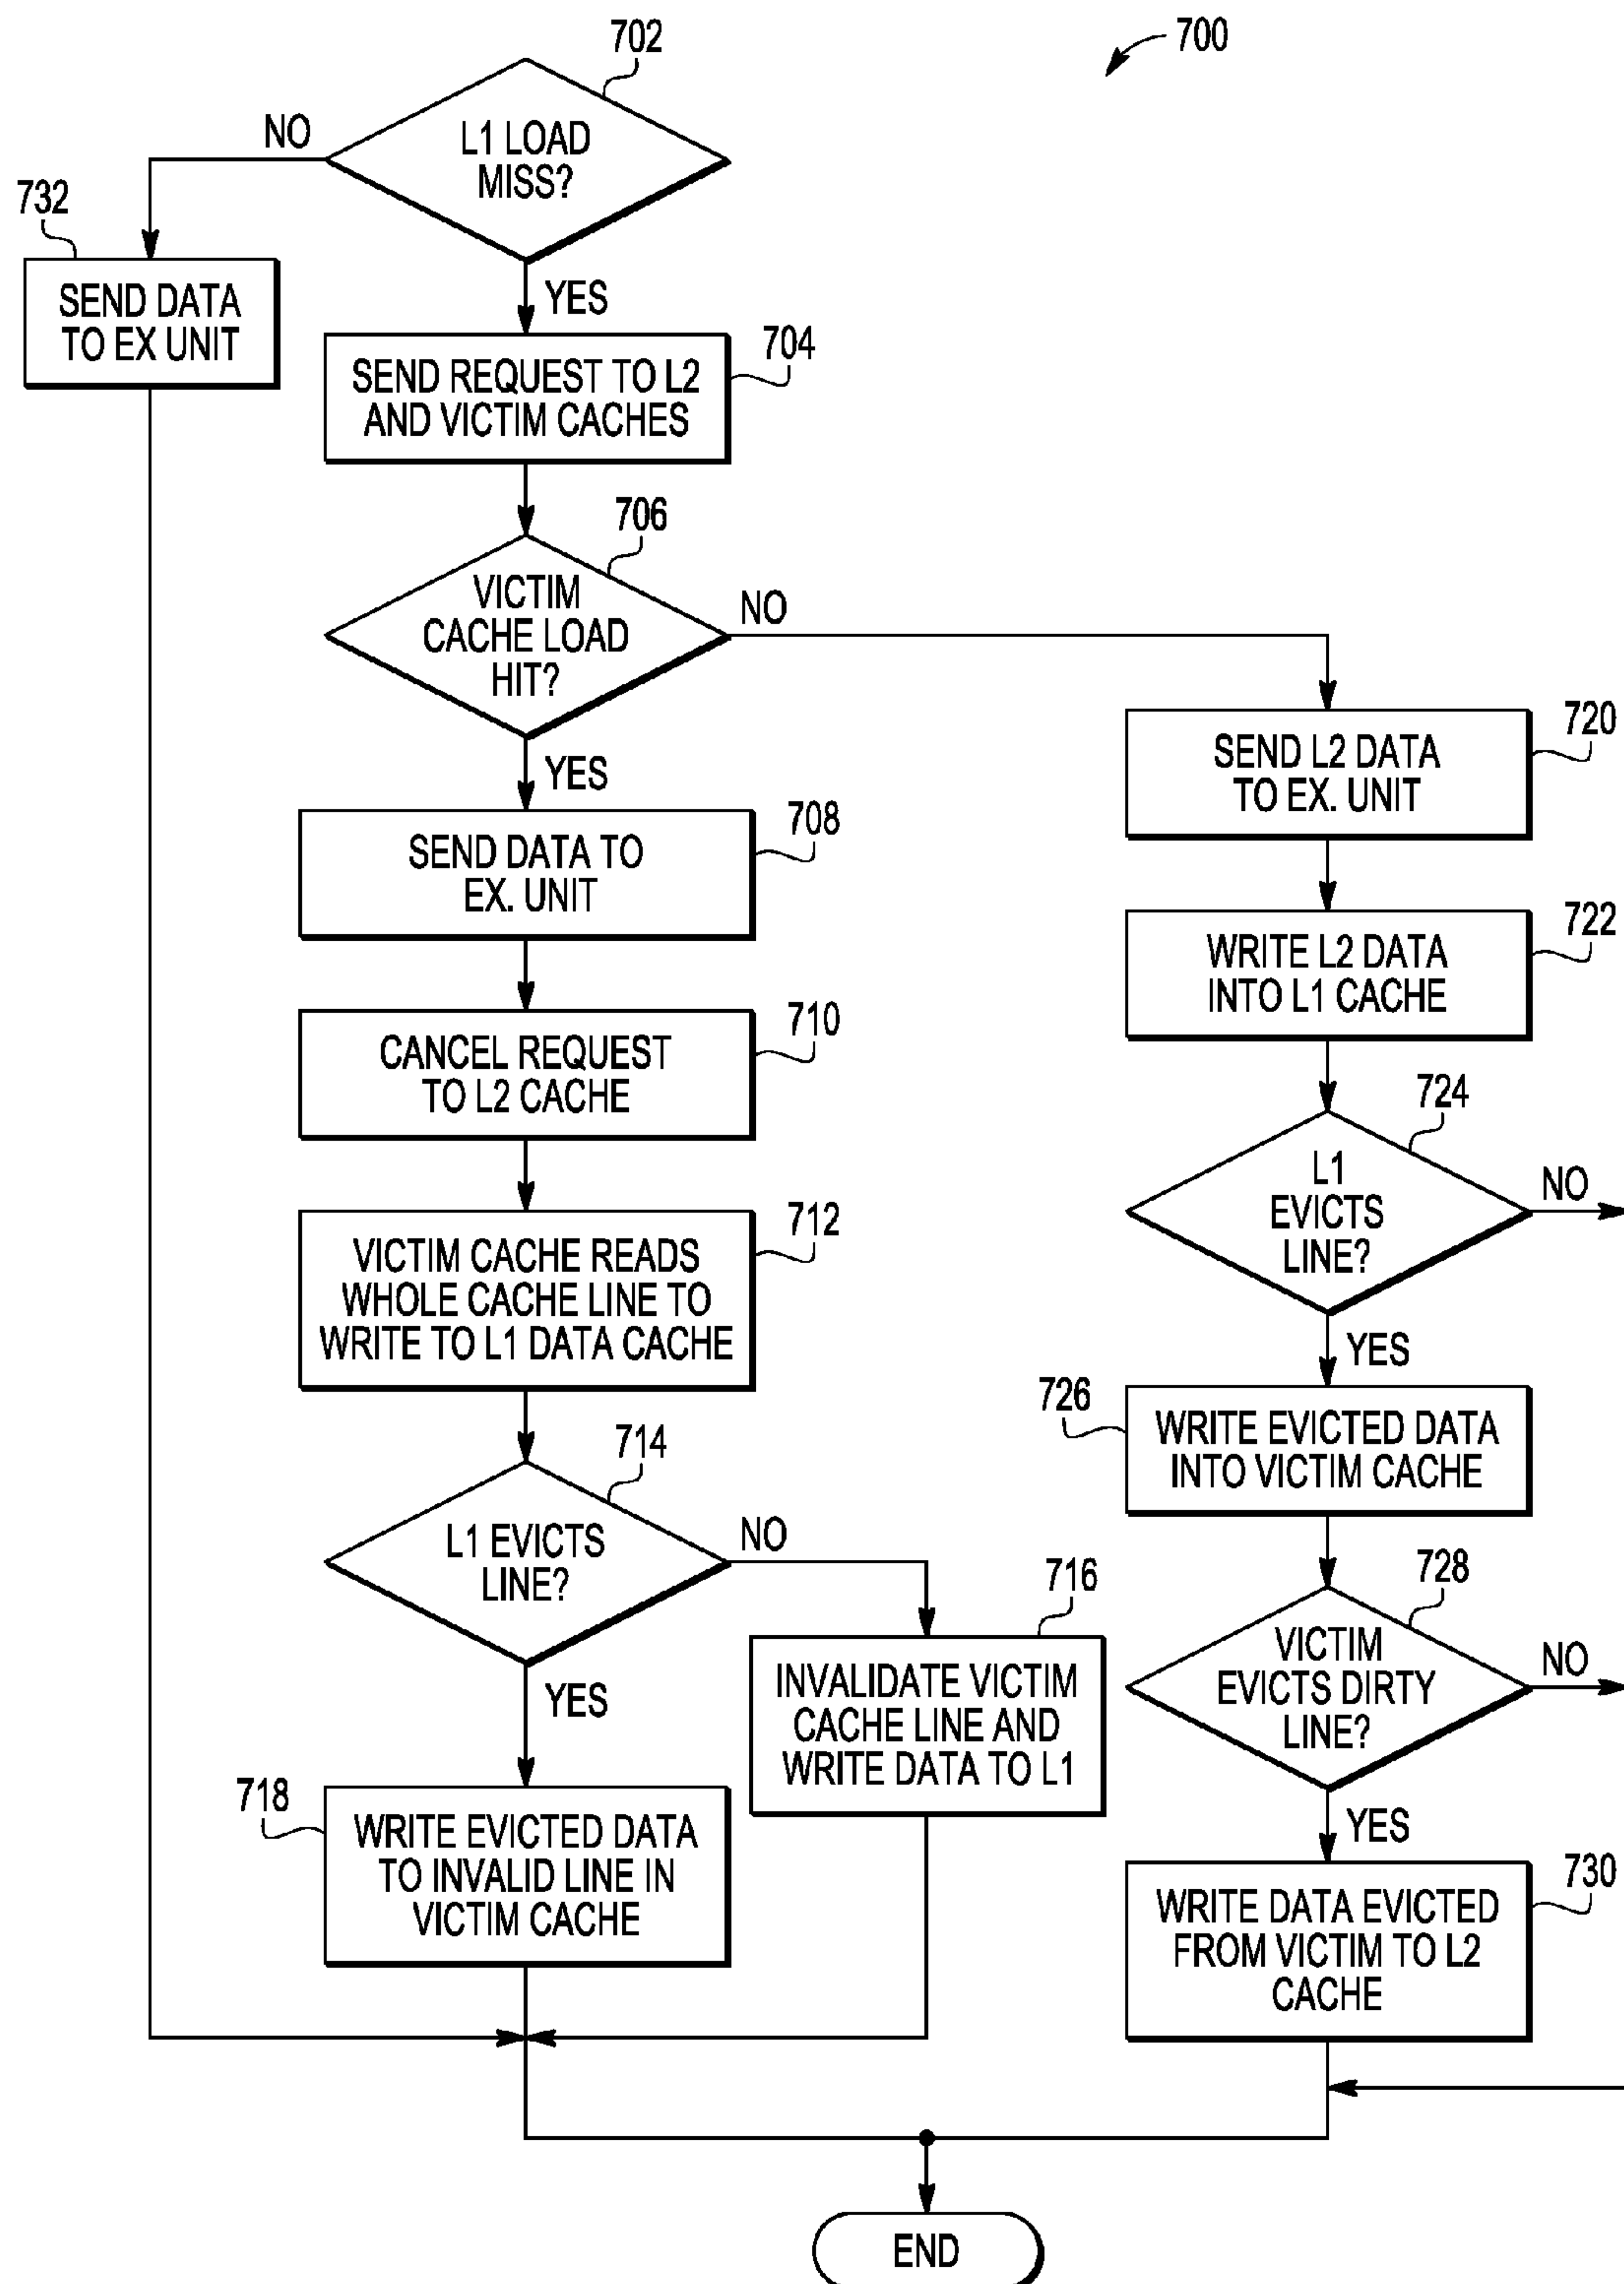 700
702
L1 LOAD
MISS?
NO
YES
732
SEND DATA
TO EX UNIT
704
SEND REQUEST TO L2
AND VICTIM CACHES
706
VICTIM
CACHE LOAD
HIT?
NO
YES
708
SEND DATA TO
EX. UNIT
710
CANCEL REQUEST
TO L2 CACHE
712
VICTIM CACHE READS
WHOLE CACHE LINE TO
WRITE TO L1 DATA CACHE
714
L1 EVICTS
LINE?
NO
YES
716
INVALIDATE VICTIM
CACHE LINE AND
WRITE DATA TO L1
718
WRITE EVICTED DATA
TO INVALID LINE IN
VICTIM CACHE
720
SEND L2 DATA
TO EX. UNIT
722
WRITE L2 DATA
INTO L1 CACHE
724
L1
EVICTS
LINE?
NO
YES
726
WRITE EVICTED DATA
INTO VICTIM CACHE
728
VICTIM
EVICTS DIRTY
LINE?
NO
YES
730
WRITE DATA EVICTED
FROM VICTIM TO L2
CACHE
END